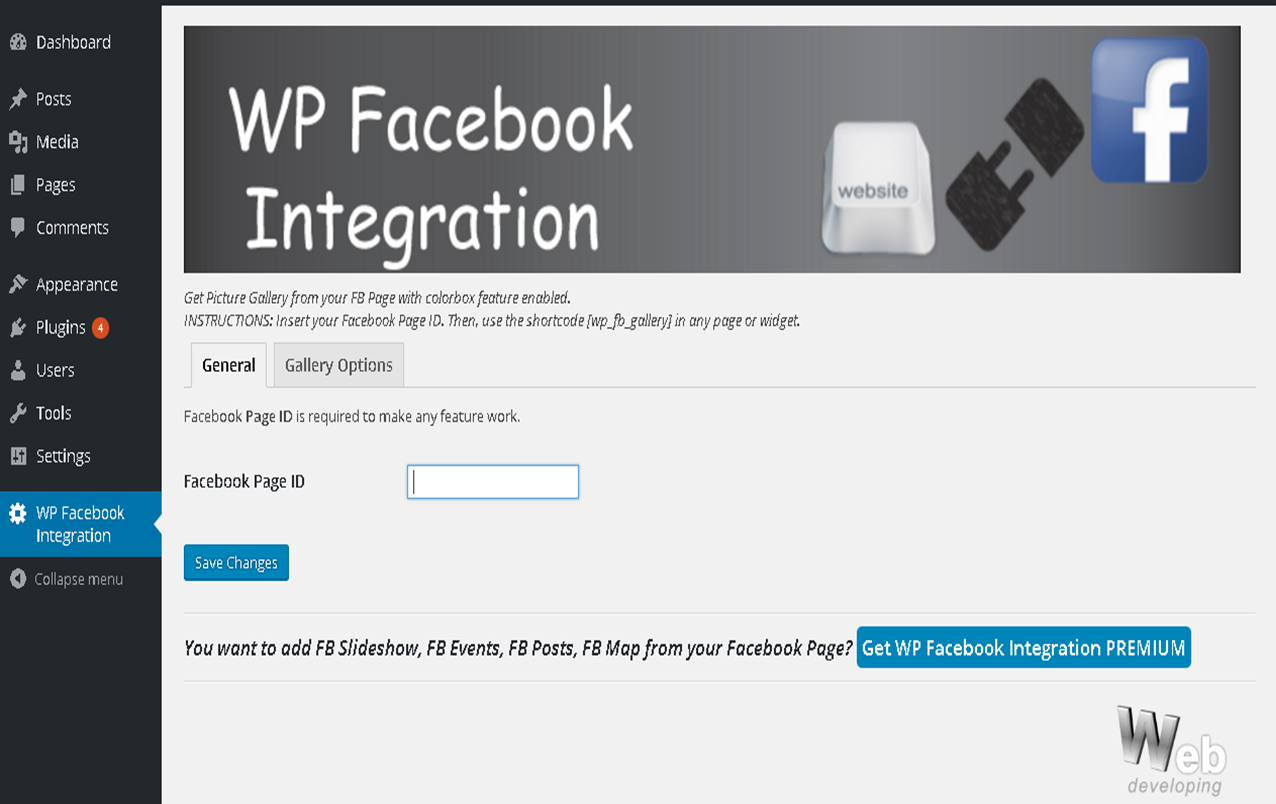 Dashboard
Posts
Media
Pages
Comments
Appearance
Plugins 4
Users
Tools
Settings
WP Facebook
Integration
Collapse menu
WP Facebook
Integration
website
f
Get Picture Gallery from your FB Page with colorbox feature enabled.
INSTRUCTIONS: Insert your Facebook Page ID. Then, use the shortcode [wp_fb_gallery] in any page or widget.
General
Gallery Options
Facebook Page ID is required to make any feature work.
Facebook Page ID
Save Changes
You want to add FB Slideshow, FB Events, FB Posts, FB Map from your Facebook Page? Get WP Facebook Integration PREMIUM
Web
developing